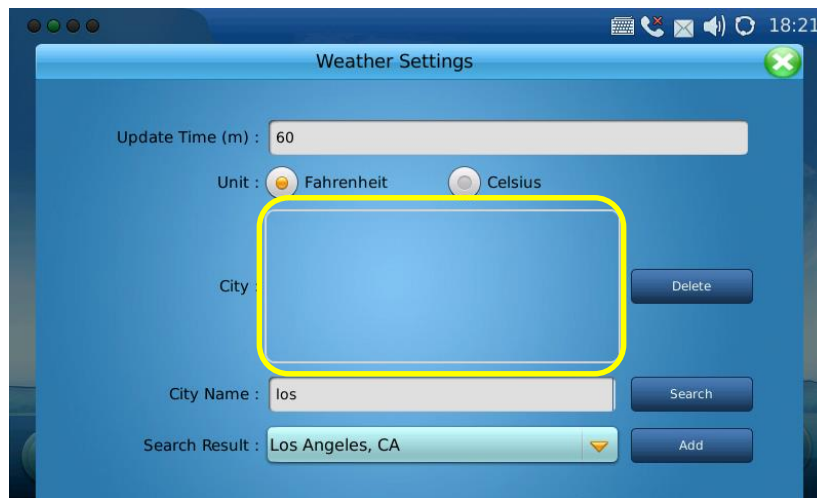 18:21
Weather Settings
Update Time (m) : 60
Unit : Fahrenheit Celsius
City : Delete
City Name : los Search
Search Result : Los Angeles, CA Add